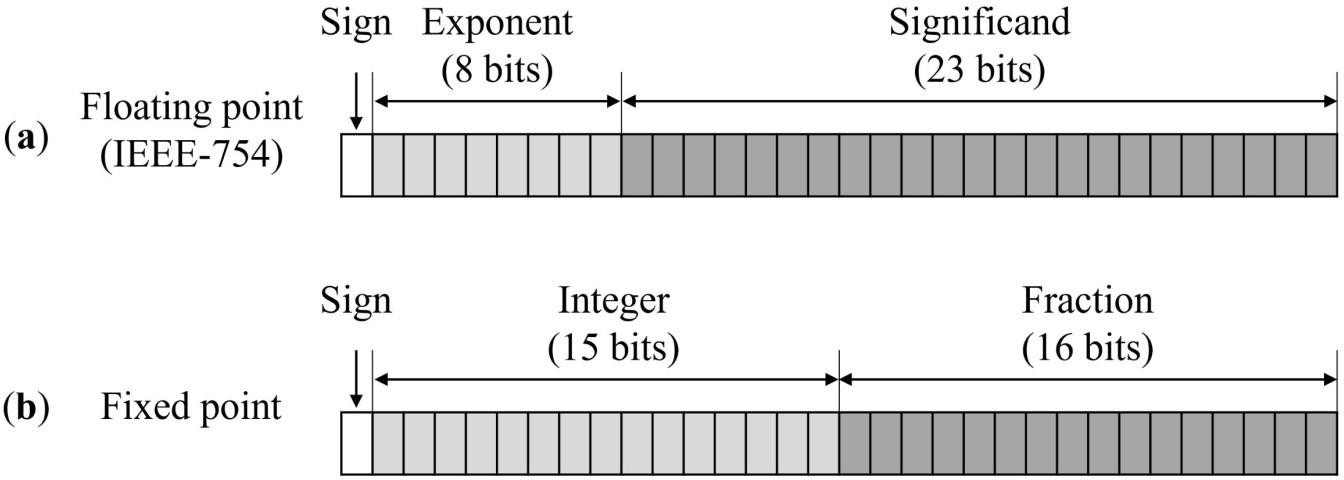 Sign Exponent Significand
(8 bits) (23 bits)
(a) Floating point
(IEEE-754)
Sign Integer Fraction
(15 bits) (16 bits)
(b) Fixed point